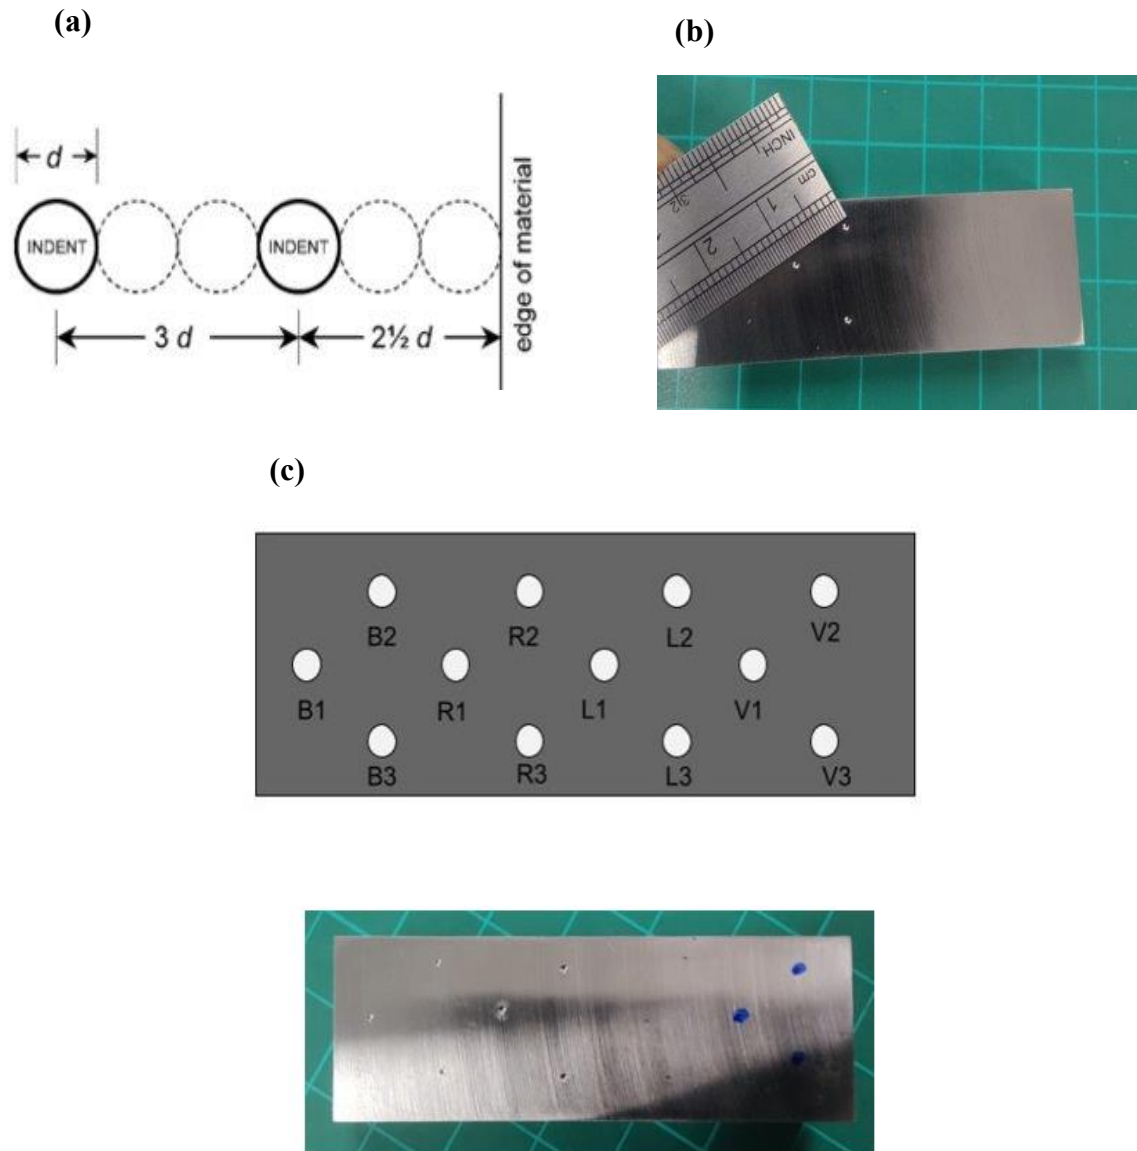 (a)
(b)
d
INDENT
INDENT
edge of material
3 d
2½ d
INCH
32
cm
1
2
(c)
B2
R2
L2
V2
B1
R1
L1
V1
B3
R3
L3
V3